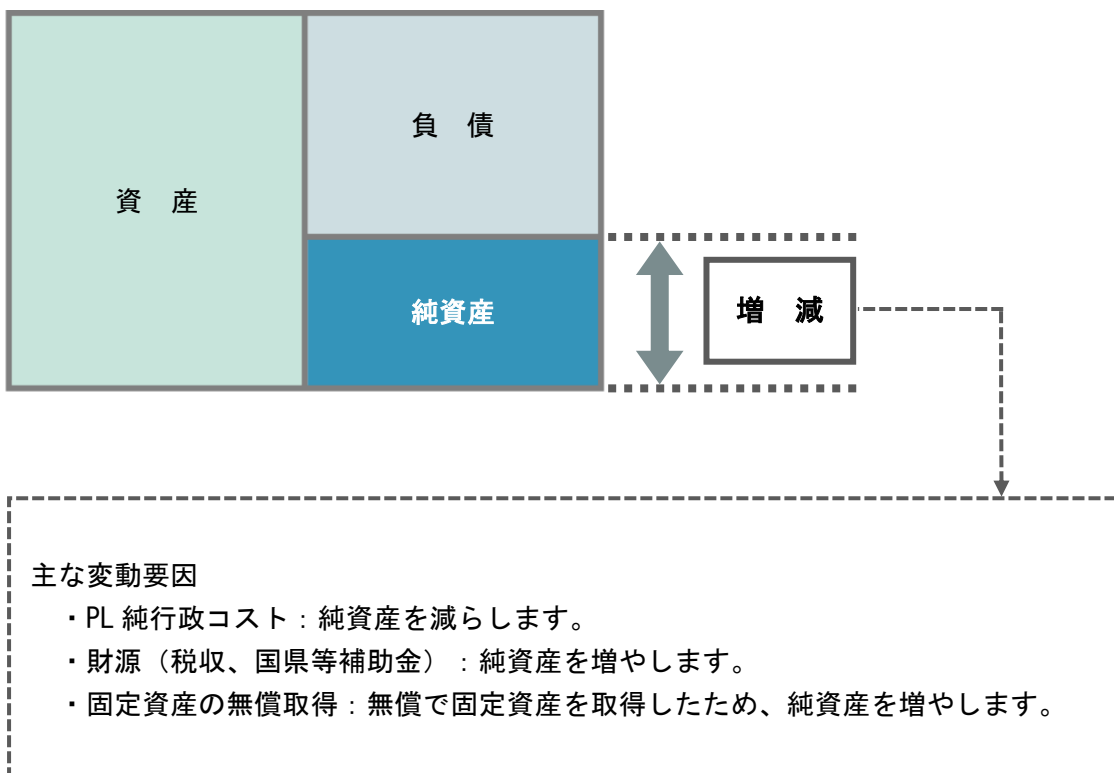 資　産
負　債
純資産
増　減
主な変動要因
・PL 純行政コスト：純資産を減らします。
・財源（税収、国県等補助金）：純資産を増やします。
・固定資産の無償取得：無償で固定資産を取得したため、純資産を増やします。